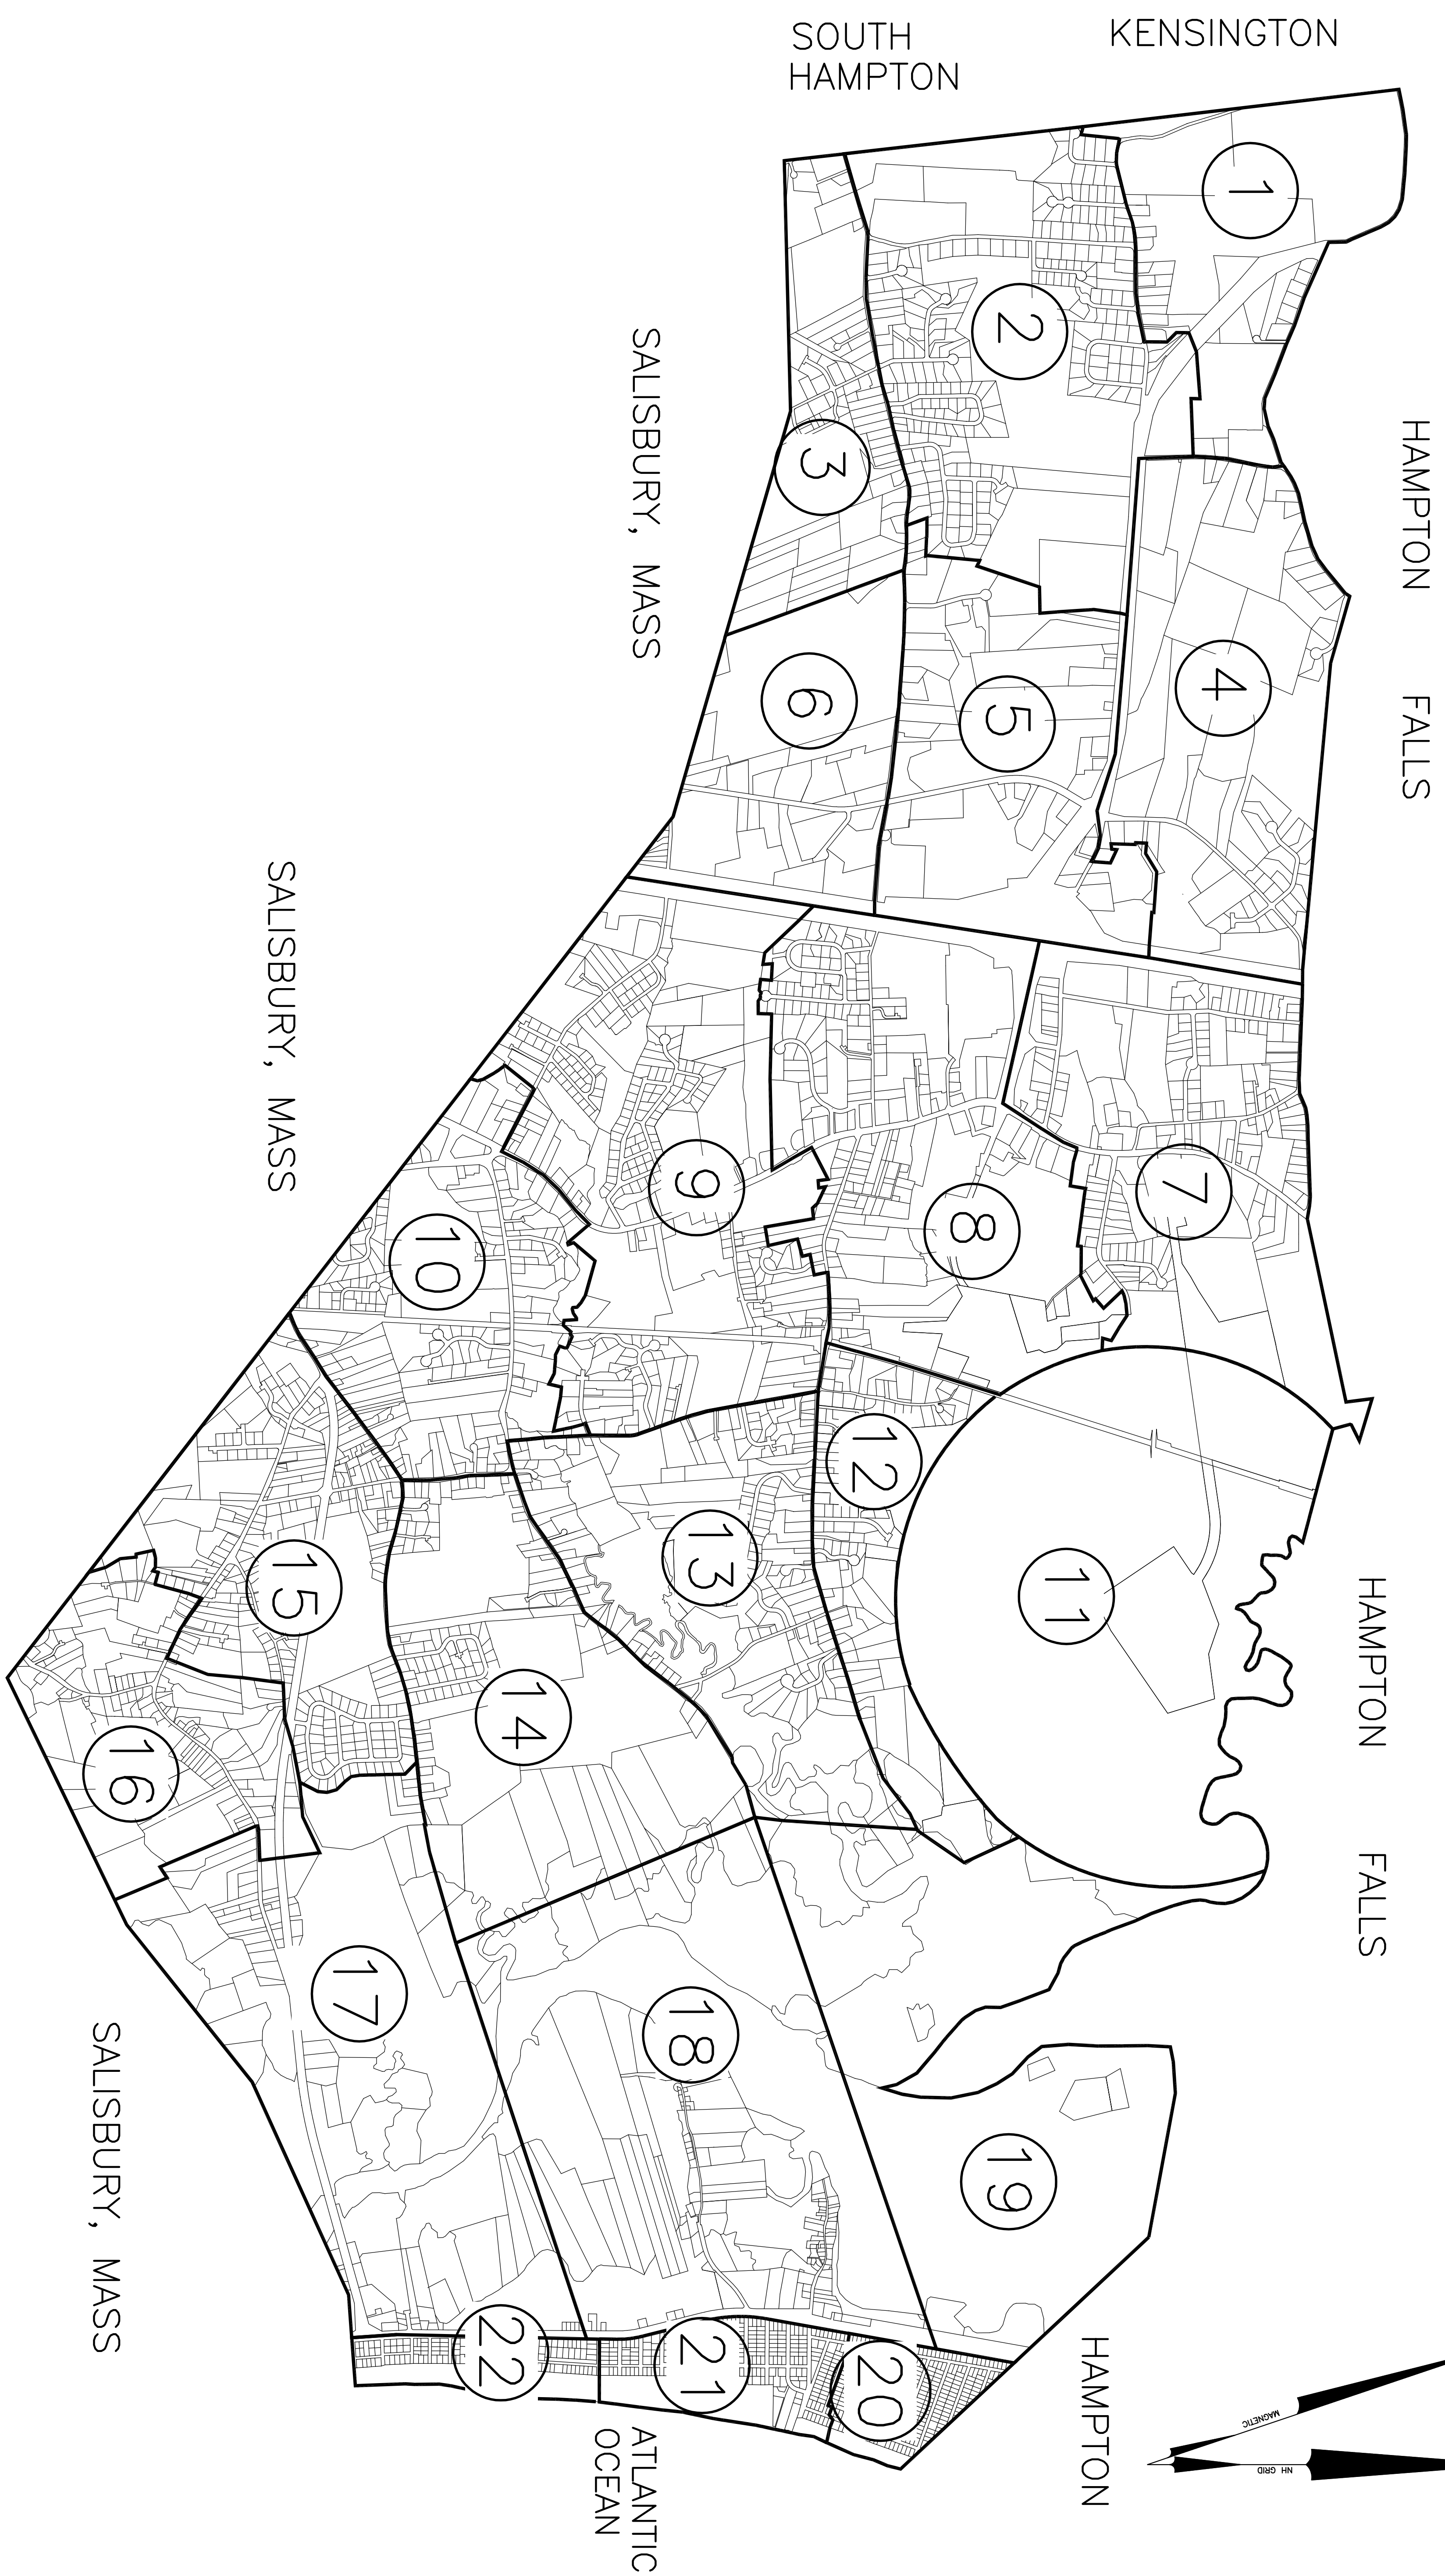 SOUTH
HAMPTON
KENSINGTON
HAMPTON FALLS
SALISBURY, MASS
SALISBURY, MASS
SALISBURY, MASS
HAMPTON FALLS
HAMPTON
ATLANTIC
OCEAN
1
2
3
4
5
6
7
8
9
10
11
12
13
14
15
16
17
18
19
20
21
22
MAGNETIC
NH GRID